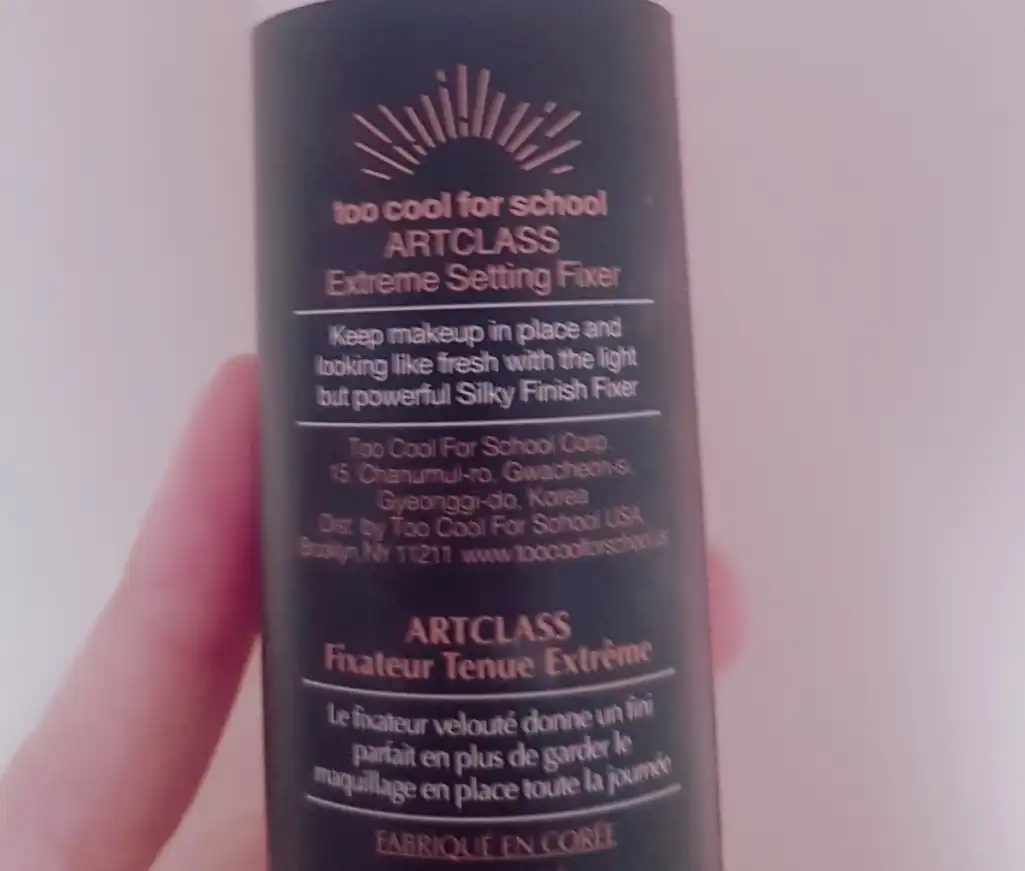 too cool for school
ARTCLASS
Extreme Setting Fixer
Keep makeup in place and
looking like fresh with the light
but powerful Silky Finish Fixer
Too Cool For School Corp.
15, Chanumul-ro, Gwacheon-si,
Gyeonggi-do, Korea
Dist. by Too Cool For School USA
Brooklyn, NY 11211 www.toocoolforschool.us
ARTCLASS
Fixateur Tenue Extrême
Le fixateur velouté donne un fini
parfait en plus de garder le
maquillage en place toute la journée
FABRIQUÉ EN CORÉE